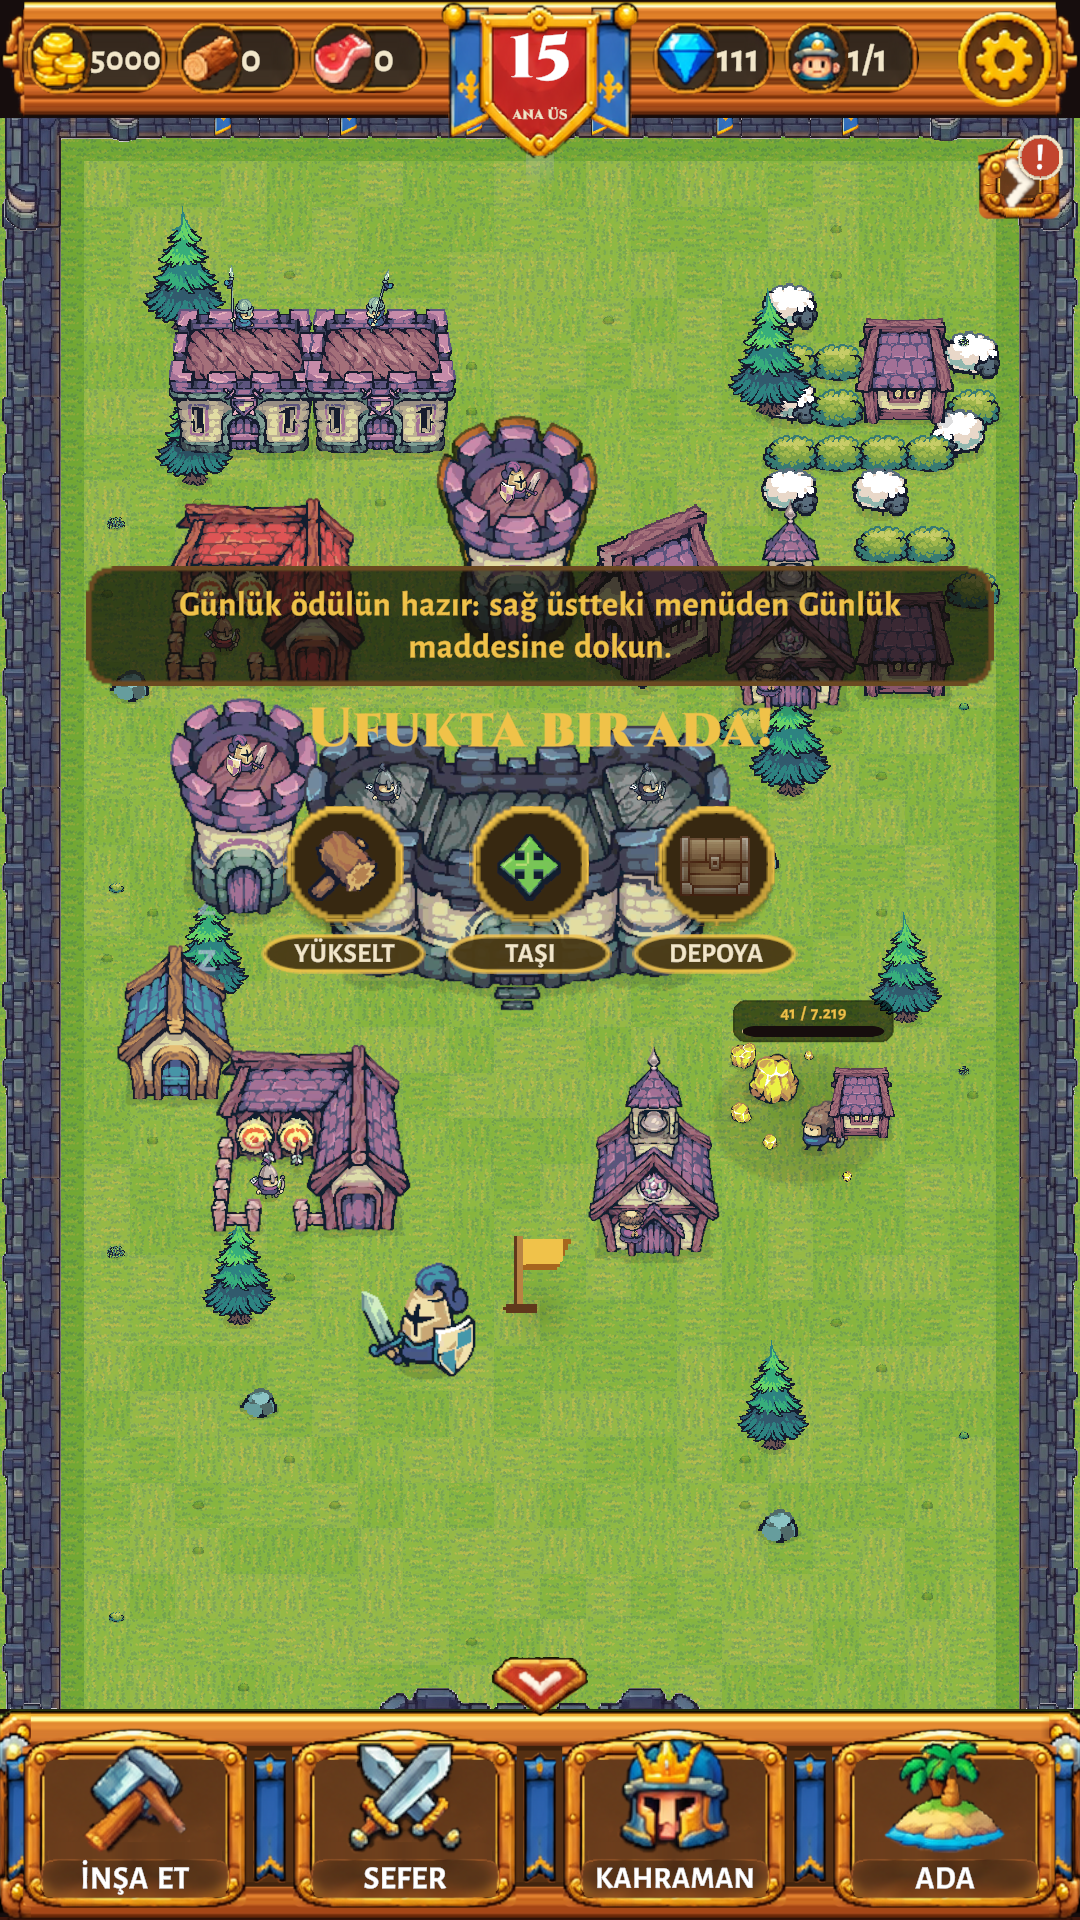 5000
0
0
15
ANA ÜS
111
1/1
!
Günlük ödülün hazır: sağ üstteki menüden Günlük
maddesine dokun.
UFUKTA BIR ADA!
YÜKSELT
TAŞI
DEPOYA
Z
41 / 7.219
İNŞA ET
SEFER
KAHRAMAN
ADA